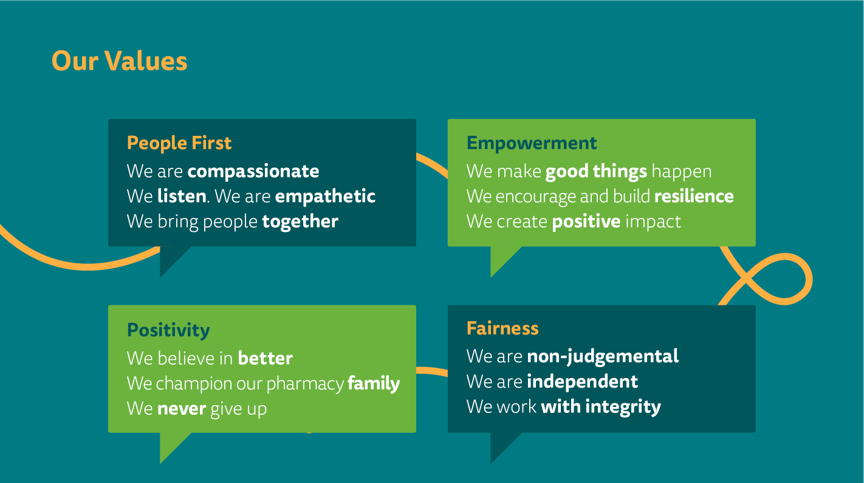 Our Values
People First
We are compassionate
We listen. We are empathetic
We bring people together
Empowerment
We make good things happen
We encourage and build resilience
We create positive impact
Positivity
We believe in better
We champion our pharmacy family
We never give up
Fairness
We are non-judgemental
We are independent
We work with integrity